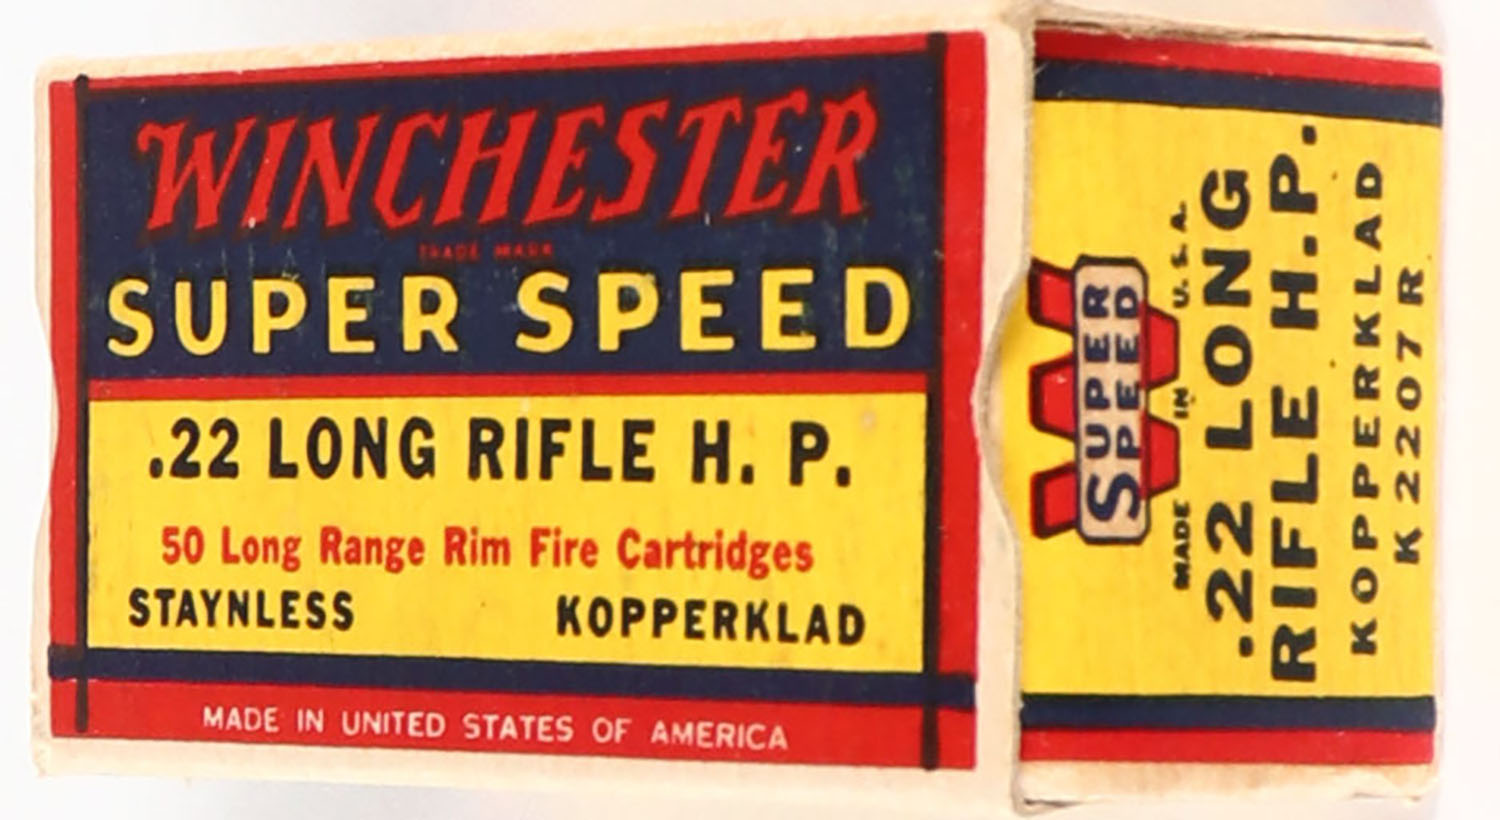 WINCHESTER
TRADE MARK
SUPER SPEED
.22 LONG RIFLE H. P.
50 Long Range Rim Fire Cartridges
STAYNLESS KOPPERKLAD
MADE IN UNITED STATES OF AMERICA
W
SUPER
SPEED
MADE IN U.S.A.
.22 LONG
RIFLE H.P.
KOPPERKLAD
K2207R